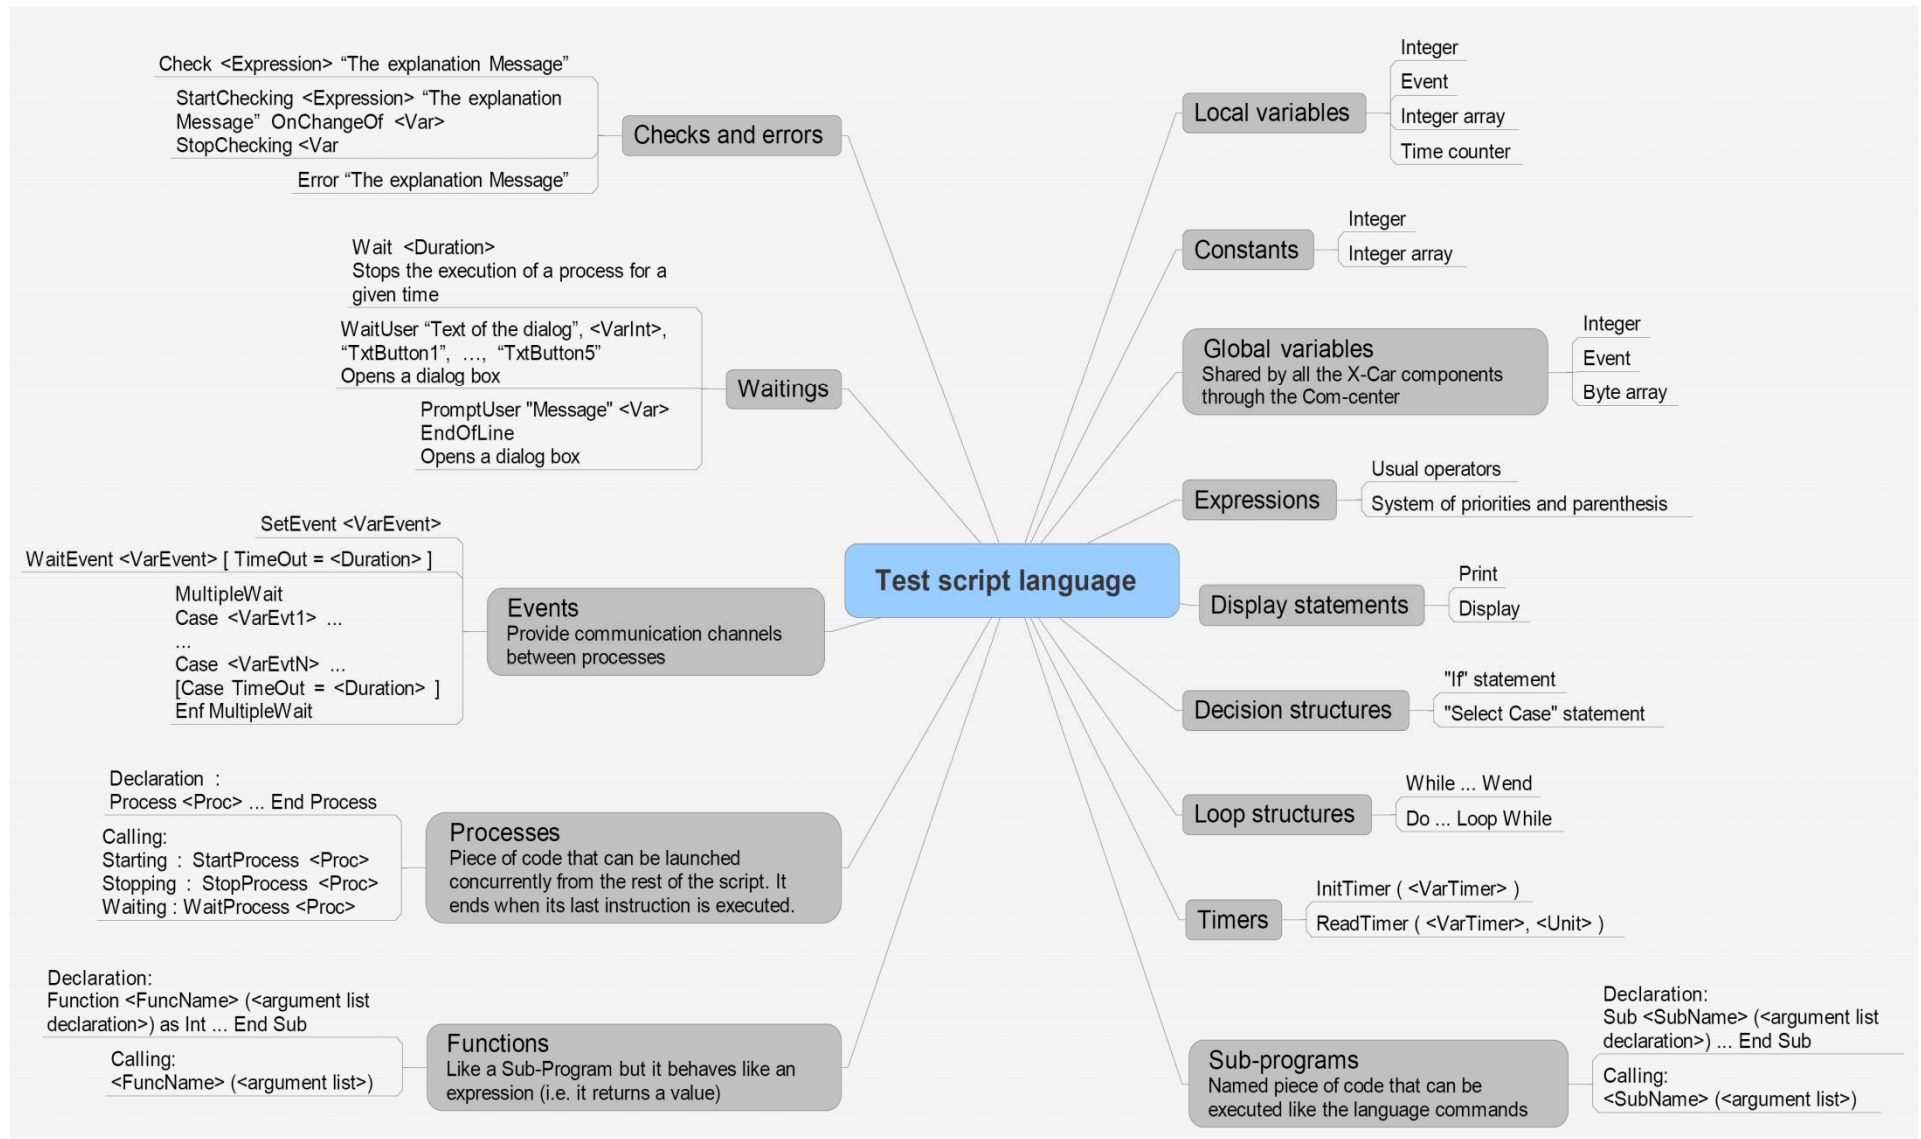 Check <Expression> “The explanation Message”
StartChecking <Expression> “The explanation
Message” OnChangeOf <Var>
StopChecking <Var
Error “The explanation Message”
Checks and errors
Wait <Duration>
Stops the execution of a process for a
given time
WaitUser “Text of the dialog”, <VarInt>,
“TxtButton1”, …, “TxtButton5”
Opens a dialog box
PromptUser "Message" <Var>
EndOfLine
Opens a dialog box
Waitings
SetEvent <VarEvent>
WaitEvent <VarEvent> [ TimeOut = <Duration> ]
MultipleWait
Case <VarEvt1> ...
...
Case <VarEvtN> ...
[Case TimeOut = <Duration> ]
Enf MultipleWait
Events
Provide communication channels
between processes
Declaration :
Process <Proc> ... End Process
Calling:
Starting : StartProcess <Proc>
Stopping : StopProcess <Proc>
Waiting : WaitProcess <Proc>
Processes
Piece of code that can be launched
concurrently from the rest of the script. It
ends when its last instruction is executed.
Declaration:
Function <FuncName> (<argument list
declaration>) as Int ... End Sub
Calling:
<FuncName> (<argument list>)
Functions
Like a Sub-Program but it behaves like an
expression (i.e. it returns a value)
Test script language
Local variables
Integer
Event
Integer array
Time counter
Constants
Integer
Integer array
Global variables
Shared by all the X-Car components
through the Com-center
Integer
Event
Byte array
Expressions
Usual operators
System of priorities and parenthesis
Display statements
Print
Display
Decision structures
"If" statement
"Select Case" statement
Loop structures
While ... Wend
Do ... Loop While
Timers
InitTimer ( <VarTimer> )
ReadTimer ( <VarTimer>, <Unit> )
Sub-programs
Named piece of code that can be
executed like the language commands
Declaration:
Sub <SubName> (<argument list
declaration>) ... End Sub
Calling:
<SubName> (<argument list>)